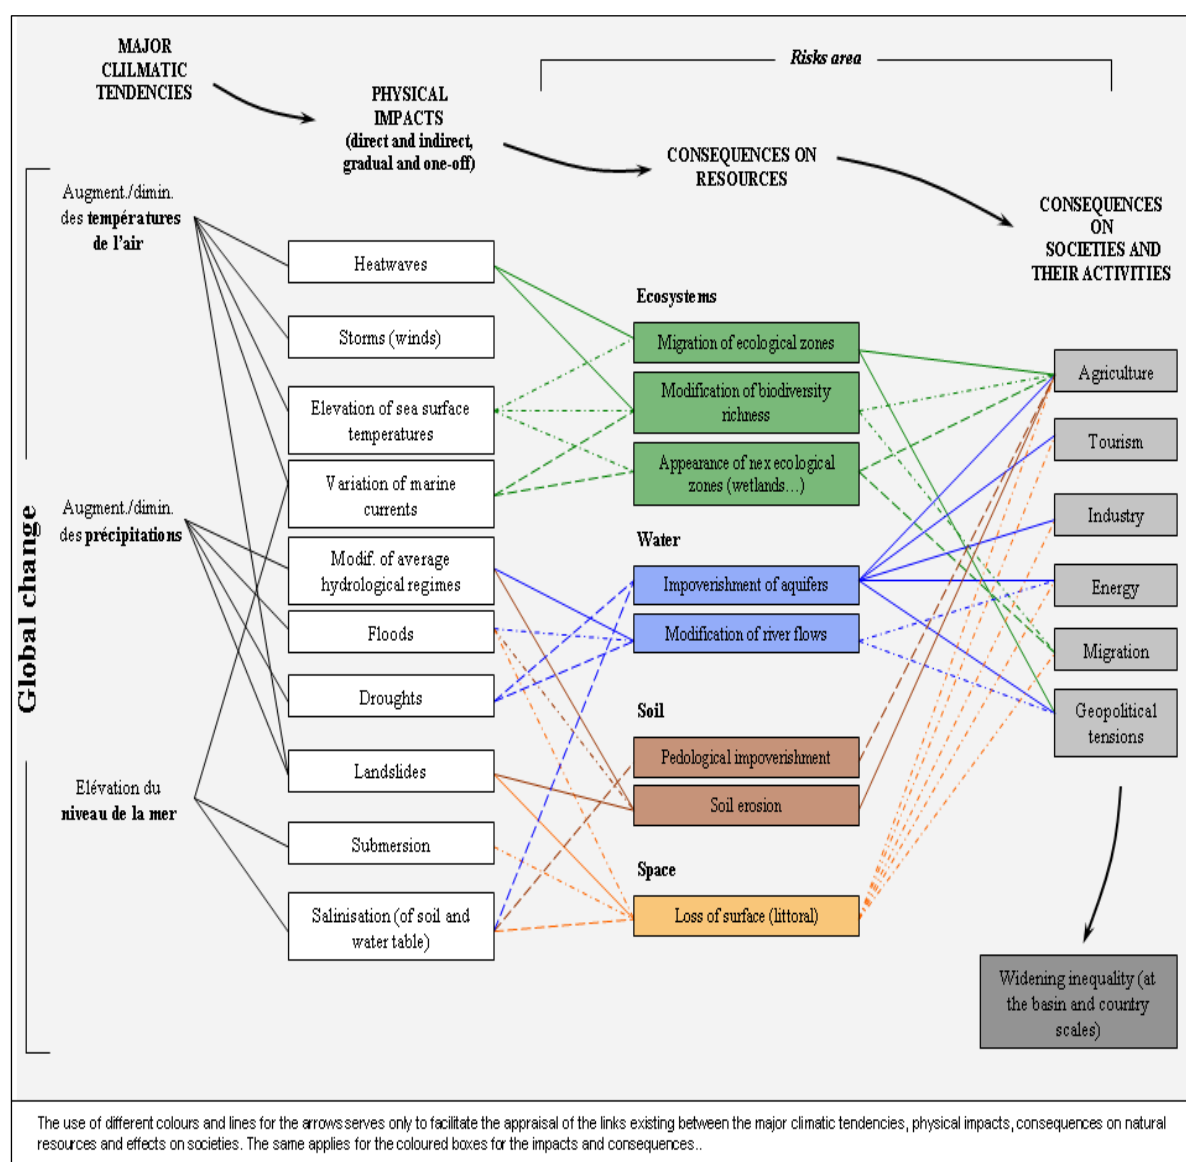 MAJOR
CLILMATIC
TENDENCIES
PHYSICAL
IMPACTS
(direct and indirect,
gradual and one-off)
Risks area
CONSEQUENCES ON
RESOURCES
CONSEQUENCES
ON
SOCIETIES AND
THEIR ACTIVITIES
Global change
Augment./dimin.
des températures
de l'air
Augment./dimin.
des précipitations
Elévation du
niveau de la mer
Heatwaves
Storms (winds)
Elevation of sea surface
temperatures
Variation of marine
currents
Modif. of average
hydrological regimes
Floods
Droughts
Landslides
Submersion
Salinisation (of soil and
water table)
Ecosystems
Migration of ecological zones
Modification of biodiversity
richness
Appearance of nex ecological
zones (wetlands…)
Water
Impoverishment of aquifers
Modification of river flows
Soil
Pedological impoverishment
Soil erosion
Space
Loss of surface (littoral)
Agriculture
Tourism
Industry
Energy
Migration
Geopolitical
tensions
Widening inequality (at
the basin and country
scales)
The use of different colours and lines for the arrows serves only to facilitate the appraisal of the links existing between the major climatic tendencies, physical impacts, consequences on natural
resources and effects on societies. The same applies for the coloured boxes for the impacts and consequences..